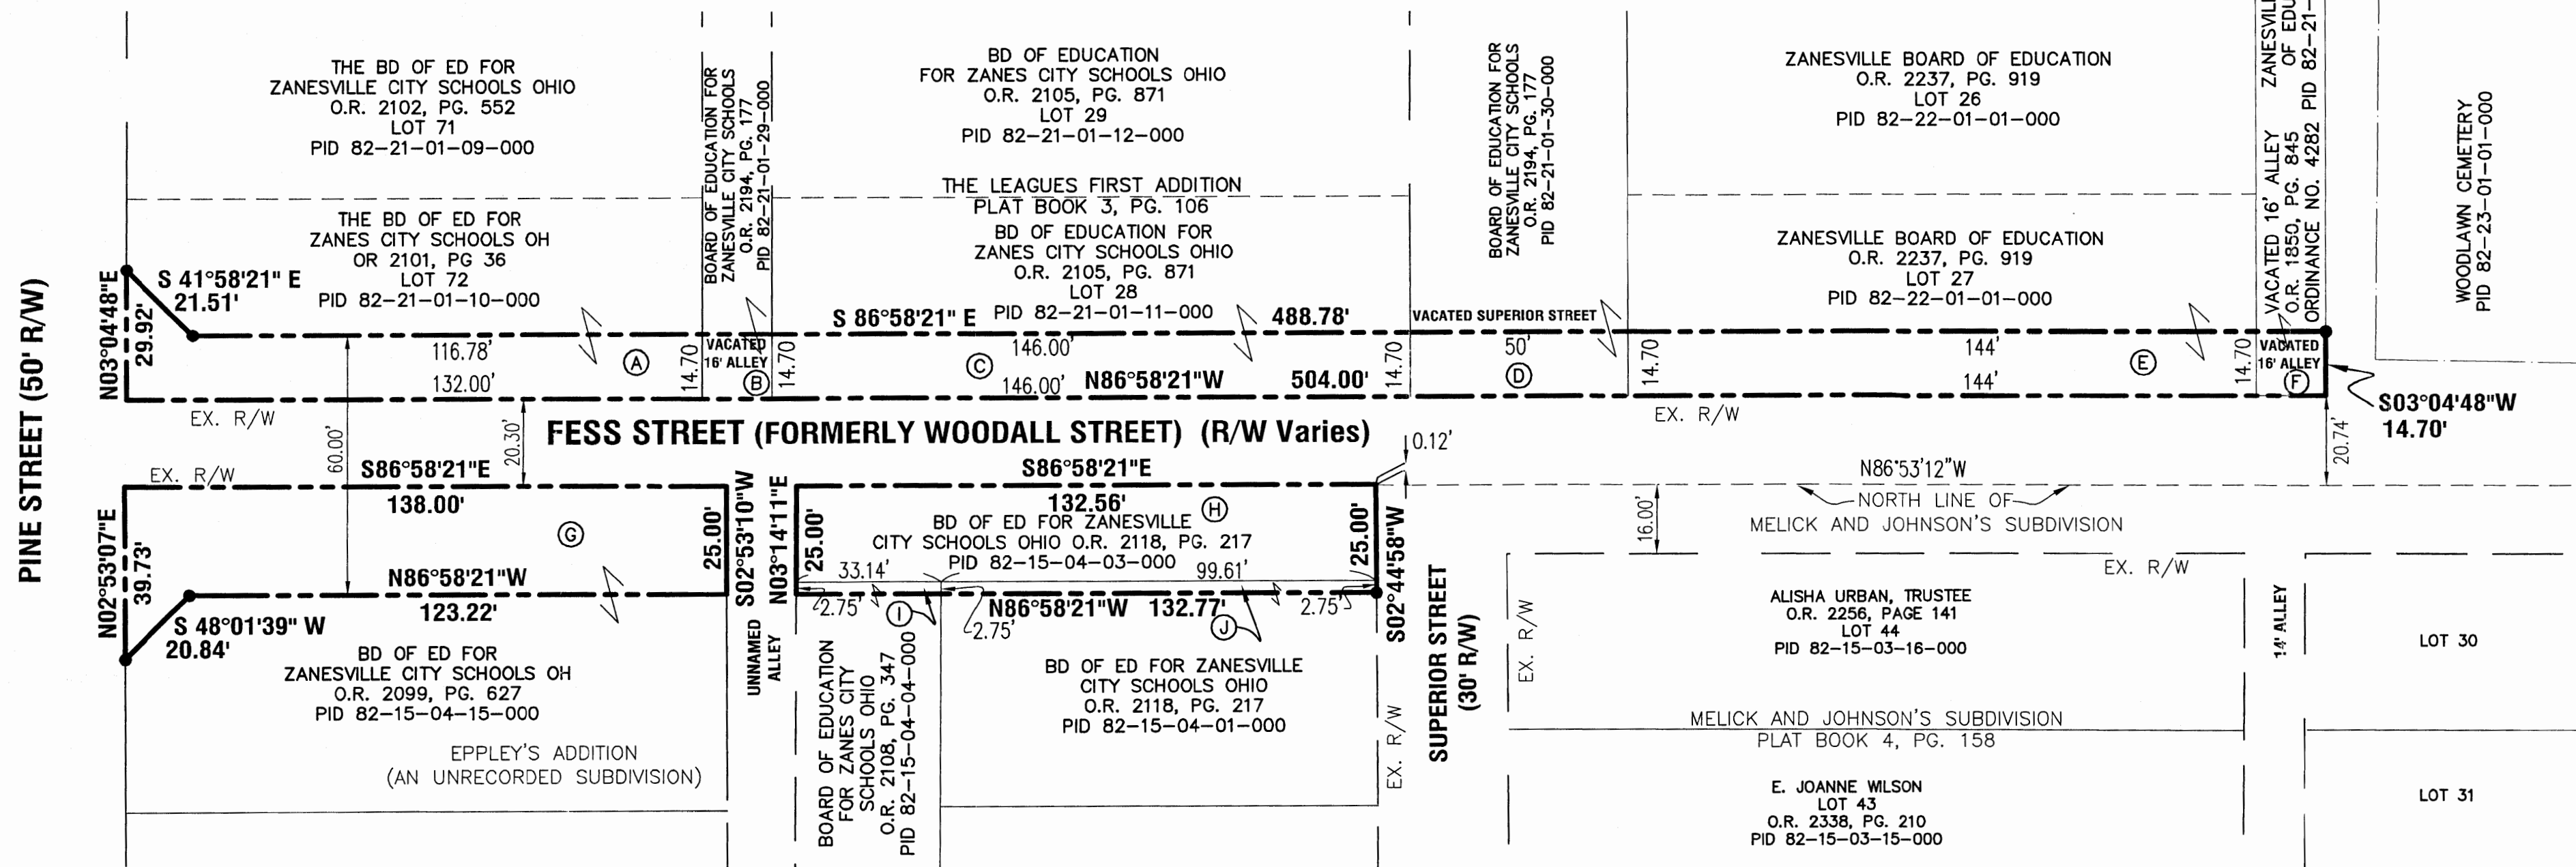 THE BD OF ED FOR
ZANESVILLE CITY SCHOOLS OHIO
O.R. 2102, PG. 552
LOT 71
PID 82-21-01-09-000
BOARD OF EDUCATION FOR
ZANESVILLE CITY SCHOOLS
O.R. 2194, PG. 177
PID 82-21-01-29-000
BD OF EDUCATION
FOR ZANES CITY SCHOOLS OHIO
O.R. 2105, PG. 871
LOT 29
PID 82-21-01-12-000
BOARD OF EDUCATION FOR
ZANESVILLE CITY SCHOOLS
O.R. 2194, PG. 177
PID 82-21-01-30-000
ZANESVILLE BOARD OF EDUCATION
O.R. 2237, PG. 919
LOT 26
PID 82-22-01-01-000
VACATED 16' ALLEY
O.R. 1850, PG. 845
ORDINANCE NO. 4282 PID 82-21-
WOODLAWN CEMETERY
PID 82-23-01-01-000
THE LEAGUES FIRST ADDITION
PLAT BOOK 3, PG. 106
THE BD OF ED FOR
ZANES CITY SCHOOLS OH
OR 2101, PG 36
LOT 72
PID 82-21-01-10-000
BD OF EDUCATION FOR
ZANES CITY SCHOOLS OHIO
O.R. 2105, PG. 871
LOT 28
PID 82-21-01-11-000
ZANESVILLE BOARD OF EDUCATION
O.R. 2237, PG. 919
LOT 27
PID 82-22-01-01-000
PINE STREET (50' R/W)
N03°04'48"E
29.92'
S 41°58'21" E
21.51'
S 86°58'21" E
488.78'
VACATED SUPERIOR STREET
116.78'
132.00'
A
14.70
VACATED
16' ALLEY
B
14.70
C
146.00'
146.00'
N86°58'21"W
504.00'
14.70
50'
D
14.70
144'
144'
E
14.70
VACATED
16' ALLEY
F
S03°04'48"W
14.70'
EX. R/W
60.00'
20.30'
FESS STREET (FORMERLY WOODALL STREET) (R/W Varies)
EX. R/W
0.12'
20.74'
EX. R/W
S86°58'21"E
138.00'
G
N02°53'07"E
39.73'
N86°58'21"W
123.22'
S 48°01'39" W
20.84'
25.00'
S02°53'10"W
N03°14'11"E
25.00'
S86°58'21"E
132.56'
H
BD OF ED FOR ZANESVILLE
CITY SCHOOLS OHIO O.R. 2118, PG. 217
PID 82-15-04-03-000
33.14'
99.61'
2.75'
I
2.75'
N86°58'21"W 132.77'
J
2.75'
25.00'
S02°44'58"W
N86°53'12"W
NORTH LINE OF
MELICK AND JOHNSON'S SUBDIVISION
16.00'
EX. R/W
BD OF ED FOR
ZANESVILLE CITY SCHOOLS OH
O.R. 2099, PG. 627
PID 82-15-04-15-000
EPPLEY'S ADDITION
(AN UNRECORDED SUBDIVISION)
UNNAMED
ALLEY
BOARD OF EDUCATION
FOR ZANES CITY
SCHOOLS OHIO
O.R. 2108, PG. 347
PID 82-15-04-04-000
BD OF ED FOR ZANESVILLE
CITY SCHOOLS OHIO
O.R. 2118, PG. 217
PID 82-15-04-01-000
EX. R/W
SUPERIOR STREET
(30' R/W)
EX. R/W
ALISHA URBAN, TRUSTEE
O.R. 2256, PAGE 141
LOT 44
PID 82-15-03-16-000
14' ALLEY
LOT 30
MELICK AND JOHNSON'S SUBDIVISION
PLAT BOOK 4, PG. 158
E. JOANNE WILSON
LOT 43
O.R. 2338, PG. 210
PID 82-15-03-15-000
LOT 31